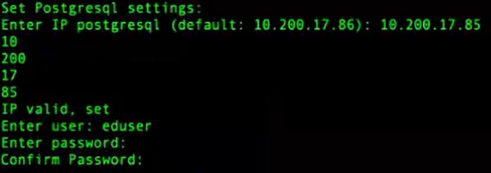 Set Postgresql settings:
Enter IP postgresql (default: 10.200.17.86): 10.200.17.85
10
200
17
85
IP valid, set
Enter user: eduser
Enter password:
Confirm Password: